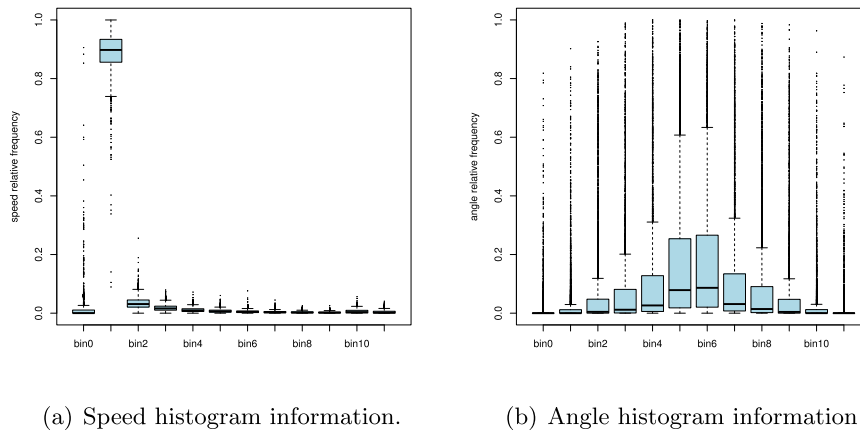 speed relative frequency
1.0
0.8
0.6
0.4
0.2
0.0
bin0 bin2 bin4 bin6 bin8 bin10
(a) Speed histogram information.
angle relative frequency
1.0
0.8
0.6
0.4
0.2
0.0
bin0 bin2 bin4 bin6 bin8 bin10
(b) Angle histogram information